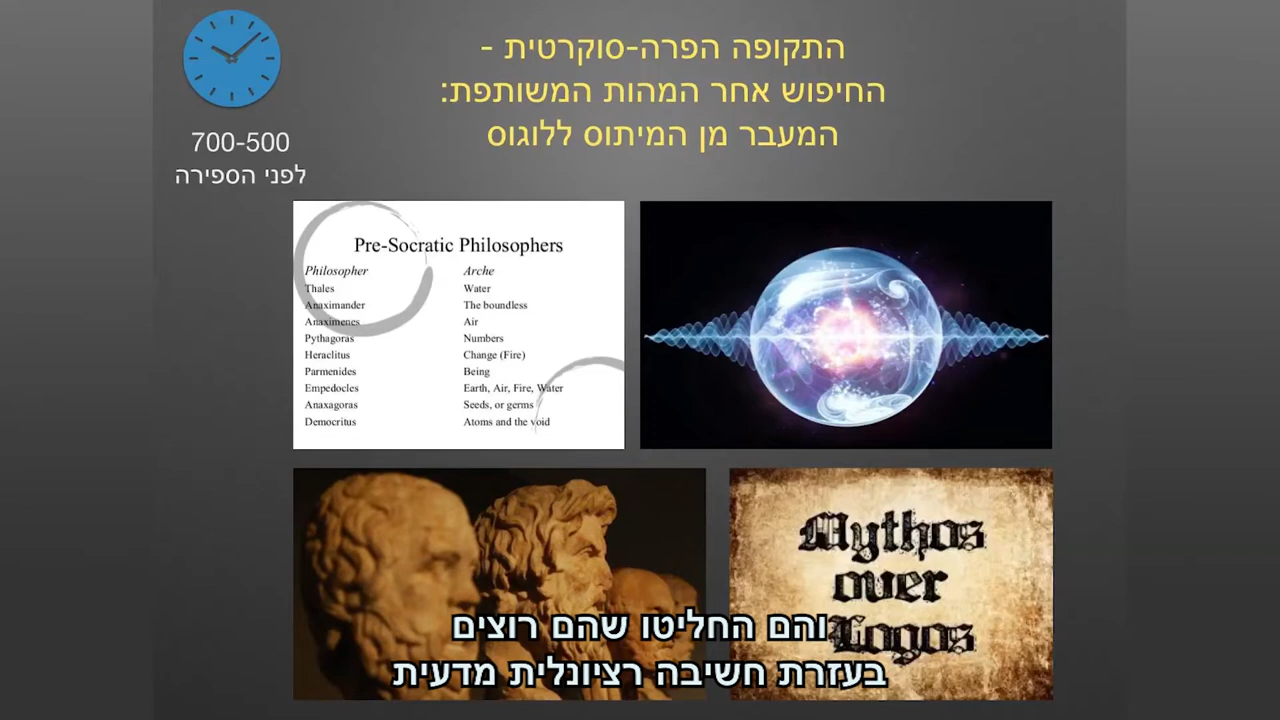 התקופה הפרה-סוקרטית -
החיפוש אחר המהות המשותפת:
המעבר מן המיתוס ללוגוס
700-500
לפני הספירה
Pre-Socratic Philosophers
Philosopher Arche
Thales Water
Anaximander The boundless
Anaximenes Air
Pythagoras Numbers
Heraclitus Change (Fire)
Parmenides Being
Empedocles Earth, Air, Fire, Water
Anaxagoras Seeds, or germs
Democritus Atoms and the void
Mythos
over
Logos
והם החליטו שהם רוצים
בעזרת חשיבה רציונלית מדעית